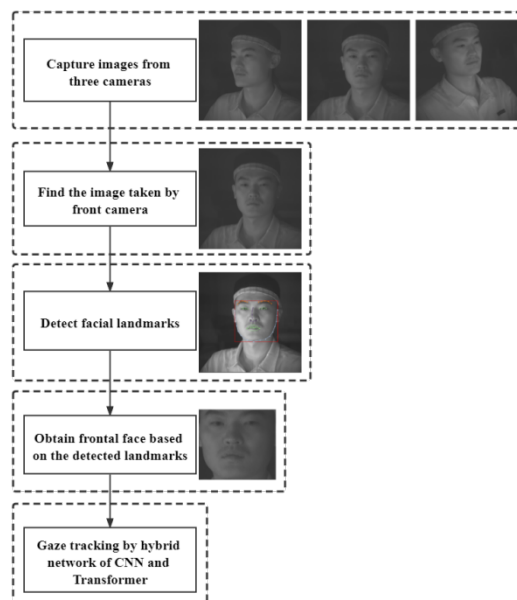 Capture images from
three cameras
Find the image taken by
front camera
Detect facial landmarks
Obtain frontal face based
on the detected landmarks
Gaze tracking by hybrid
network of CNN and
Transformer